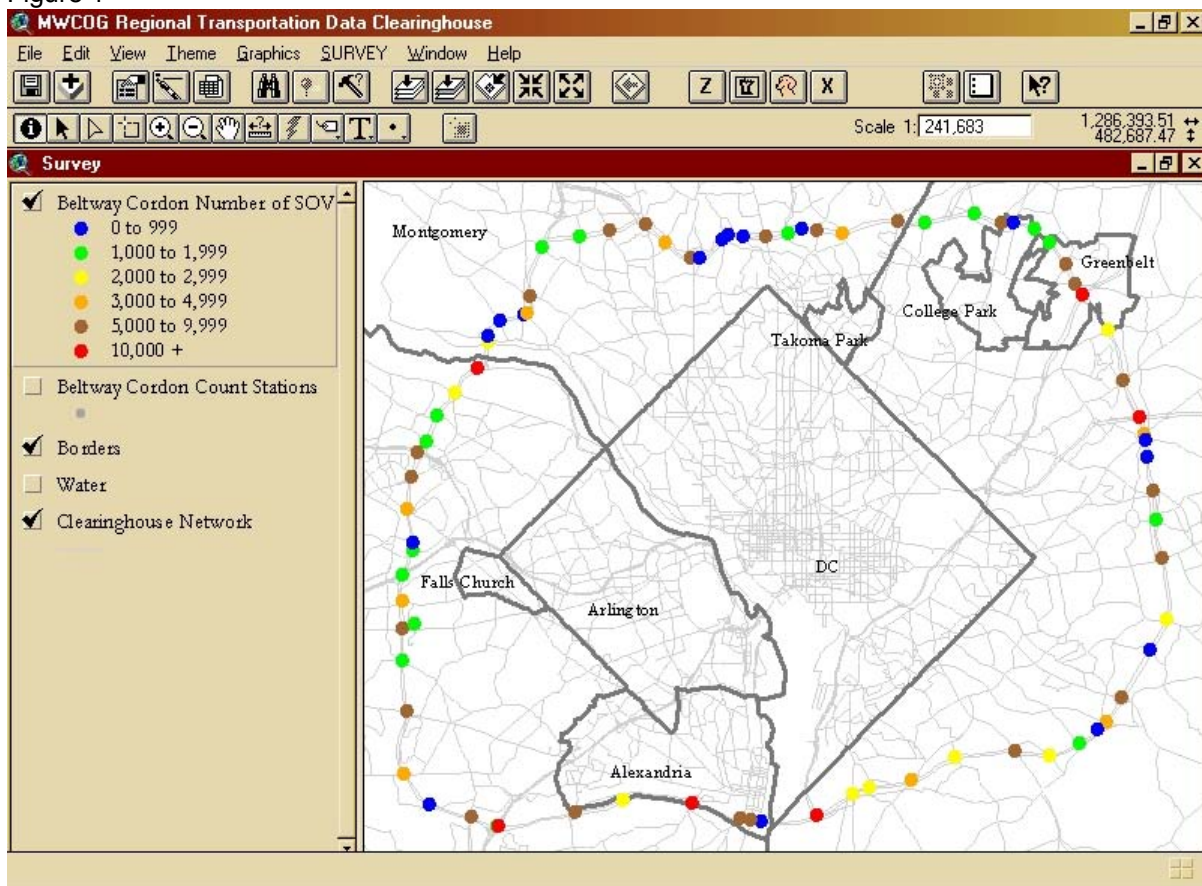 MWCOG Regional Transportation Data Clearinghouse
File Edit View Theme Graphics SURVEY Window Help
Z X
T
Scale 1: 241,683
1,286,393.51
482,687.47
Survey
Beltway Cordon Number of SOV
0 to 999
1,000 to 1,999
2,000 to 2,999
3,000 to 4,999
5,000 to 9,999
10,000 +
Beltway Cordon Count Stations
Borders
Water
Clearinghouse Network
Montgomery
Greenbelt
College Park
Takoma Park
DC
Falls Church
Arlington
Alexandria